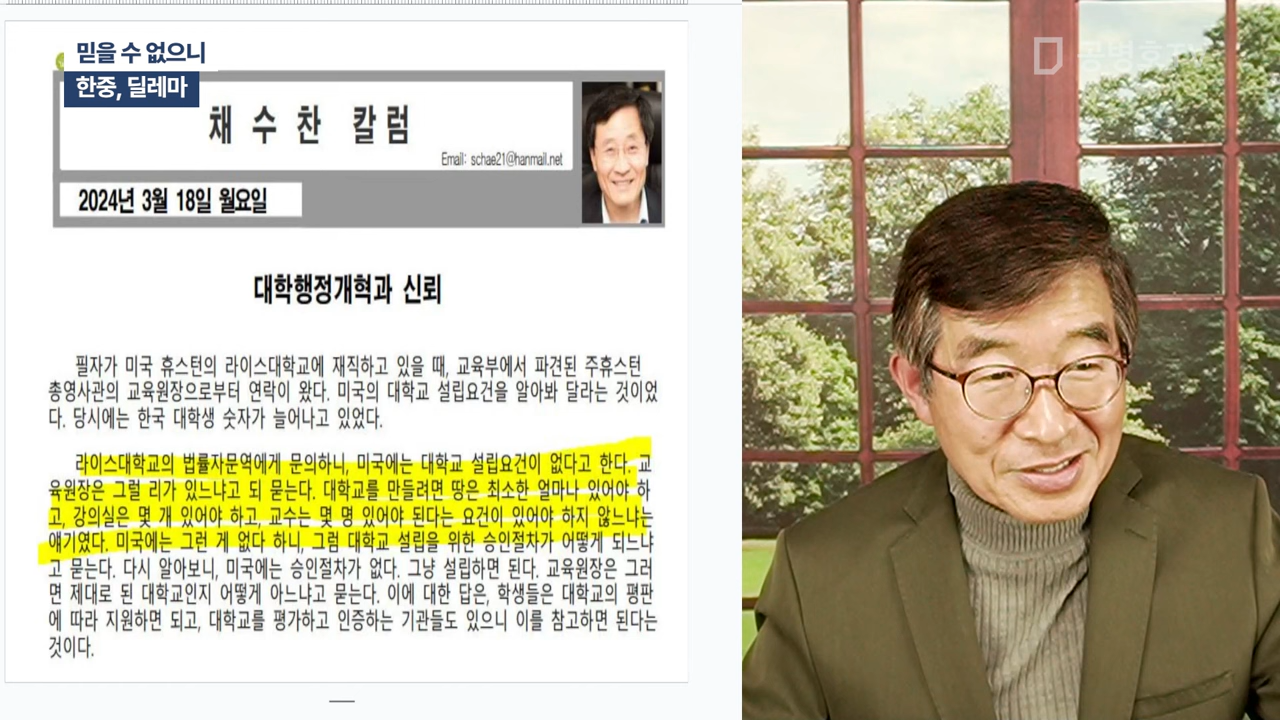 믿을 수 없으니
한중, 딜레마
공병호
채 수 찬 칼럼
Email: schae21@hanmail.net
2024년 3월 18일 월요일
대학행정개혁과 신뢰
필자가 미국 휴스턴의 라이스대학교에 재직하고 있을 때, 교육부에서 파견된 주휴스턴
총영사관의 교육원장으로부터 연락이 왔다. 미국의 대학교 설립요건을 알아봐 달라는 것이었
다. 당시에는 한국 대학생 숫자가 늘어나고 있었다.
라이스대학교의 법률자문역에게 문의하니, 미국에는 대학교 설립요건이 없다고 한다. 교
육원장은 그럴 리가 있느냐고 되 묻는다. 대학교를 만들려면 땅은 최소한 얼마나 있어야 하
고, 강의실은 몇 개 있어야 하고, 교수는 몇 명 있어야 된다는 요건이 있어야 하지 않느냐는
얘기였다. 미국에는 그런 게 없다 하니, 그럼 대학교 설립을 위한 승인절차가 어떻게 되느냐
고 묻는다. 다시 알아보니, 미국에는 승인절차가 없다. 그냥 설립하면 된다. 교육원장은 그러
면 제대로 된 대학교인지 어떻게 아느냐고 묻는다. 이에 대한 답은, 학생들은 대학교의 평판
에 따라 지원하면 되고, 대학교를 평가하고 인증하는 기관들도 있으니 이를 참고하면 된다는
것이다.